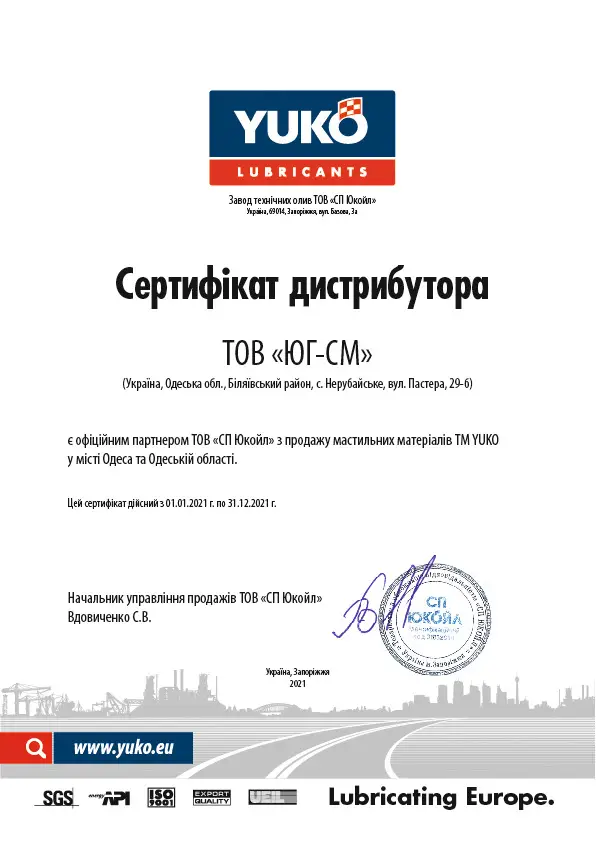 YUKO
LUBRICANTS
Завод технічних олив ТОВ «СП Юкойл»
Україна, 69014, Запоріжжя, вул. Базова, 3а
Сертифікат дистрибутора
ТОВ «ЮГ-СМ»
(Україна, Одеська обл., Біляївський район, с. Нерубайське, вул. Пастера, 29-б)
є офіційним партнером ТОВ «СП Юкойл» з продажу мастильних матеріалів ТМ YUKO
у місті Одеса та Одеській області.
Цей сертифікат дійсний з 01.01.2021 г. по 31.12.2021 г.
Начальник управління продажів ТОВ «СП Юкойл»
Вдовиченко С.В.
СП
ЮКОЙЛ
Україна, Запоріжжя
2021
www.yuko.eu
SGS
energy API
ISO
9001
EXPORT
QUALITY
UEIL
Lubricating Europe.